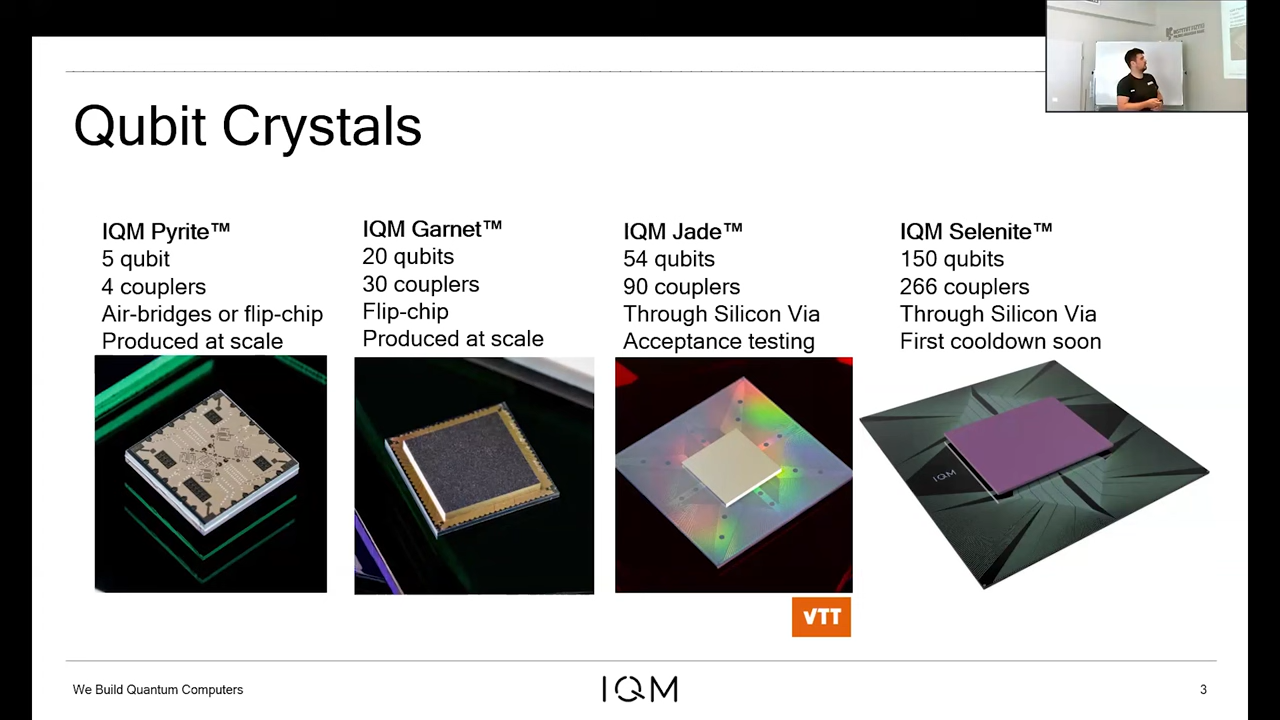 Qubit Crystals
IQM Pyrite™
5 qubit
4 couplers
Air-bridges or flip-chip
Produced at scale
IQM Garnet™
20 qubits
30 couplers
Flip-chip
Produced at scale
IQM Jade™
54 qubits
90 couplers
Through Silicon Via
Acceptance testing
IQM Selenite™
150 qubits
266 couplers
Through Silicon Via
First cooldown soon
IQM
VTT
We Build Quantum Computers
IQM
3